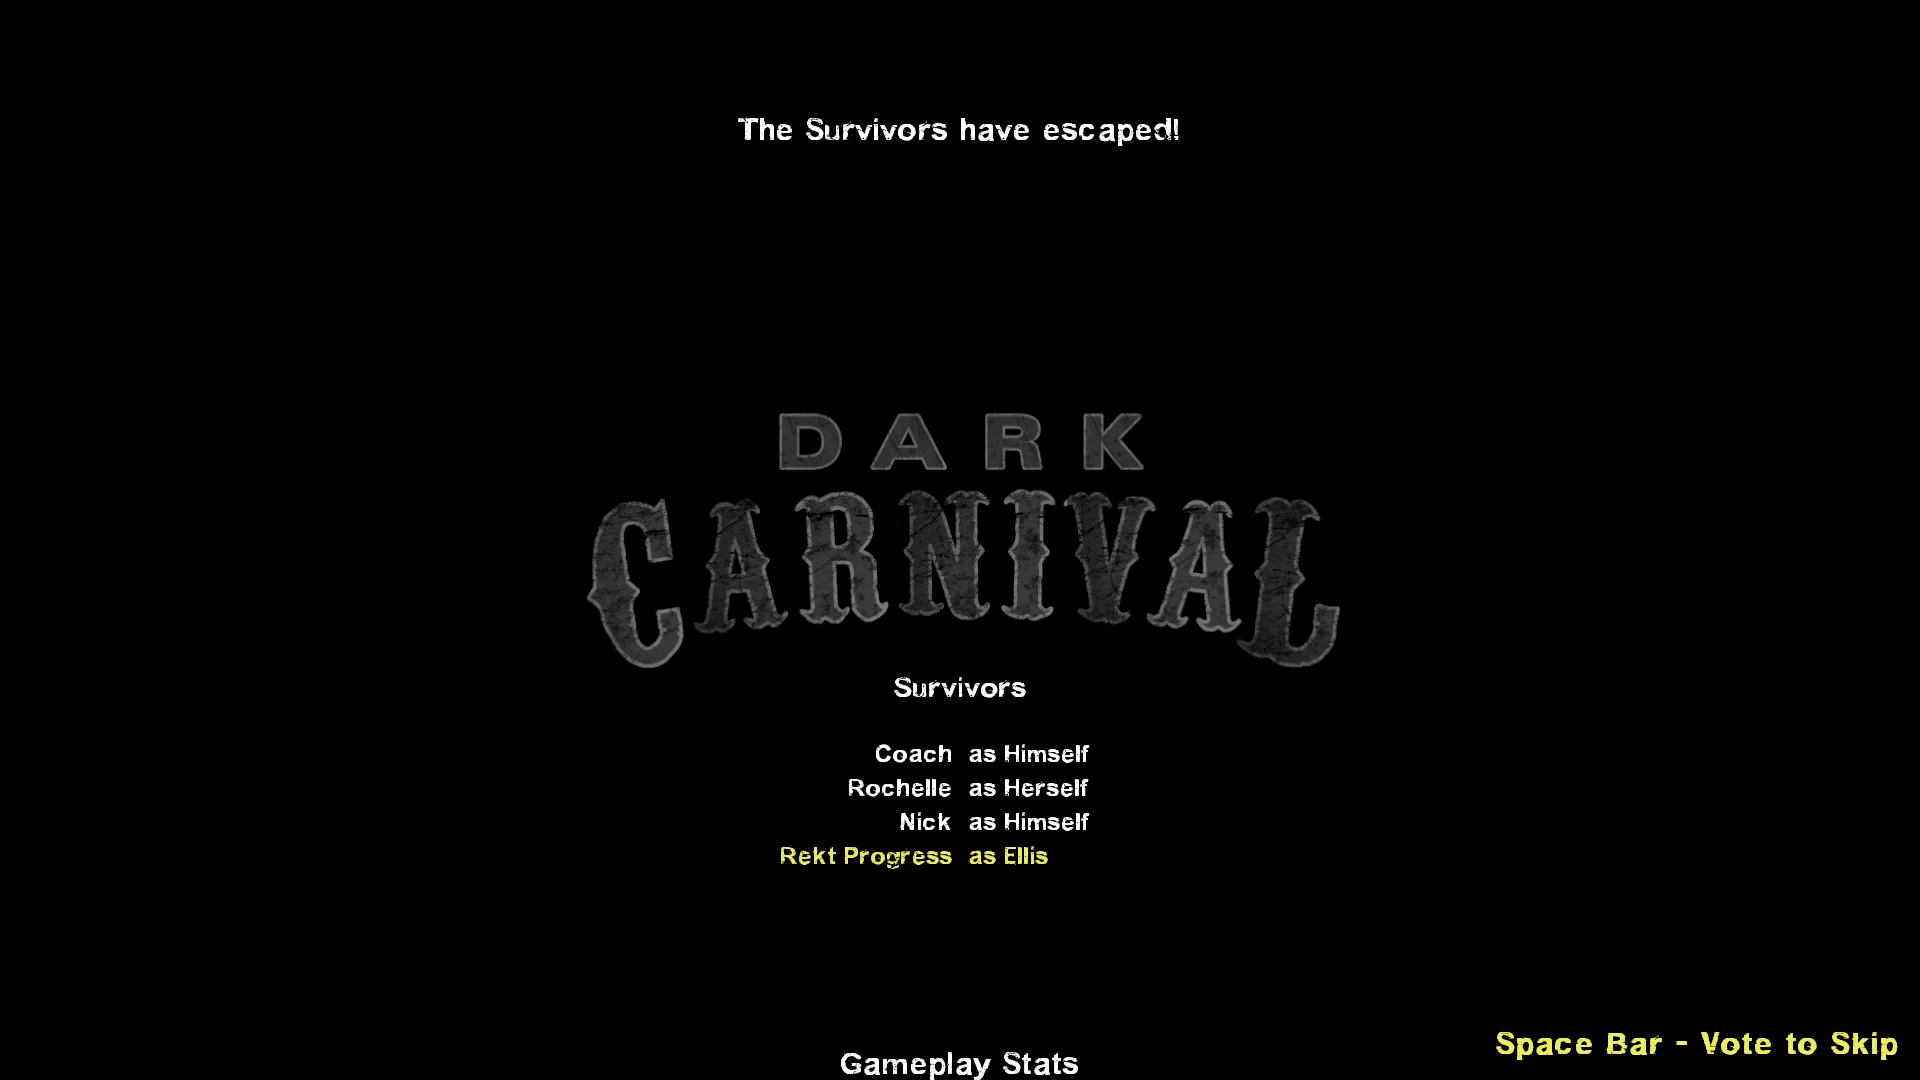 The Survivors have escaped!
DARK
CARNIVAL
Survivors
Coach as Himself
Rochelle as Herself
Nick as Himself
Rekt Progress as Ellis
Space Bar - Vote to Skip
Gameplay Stats